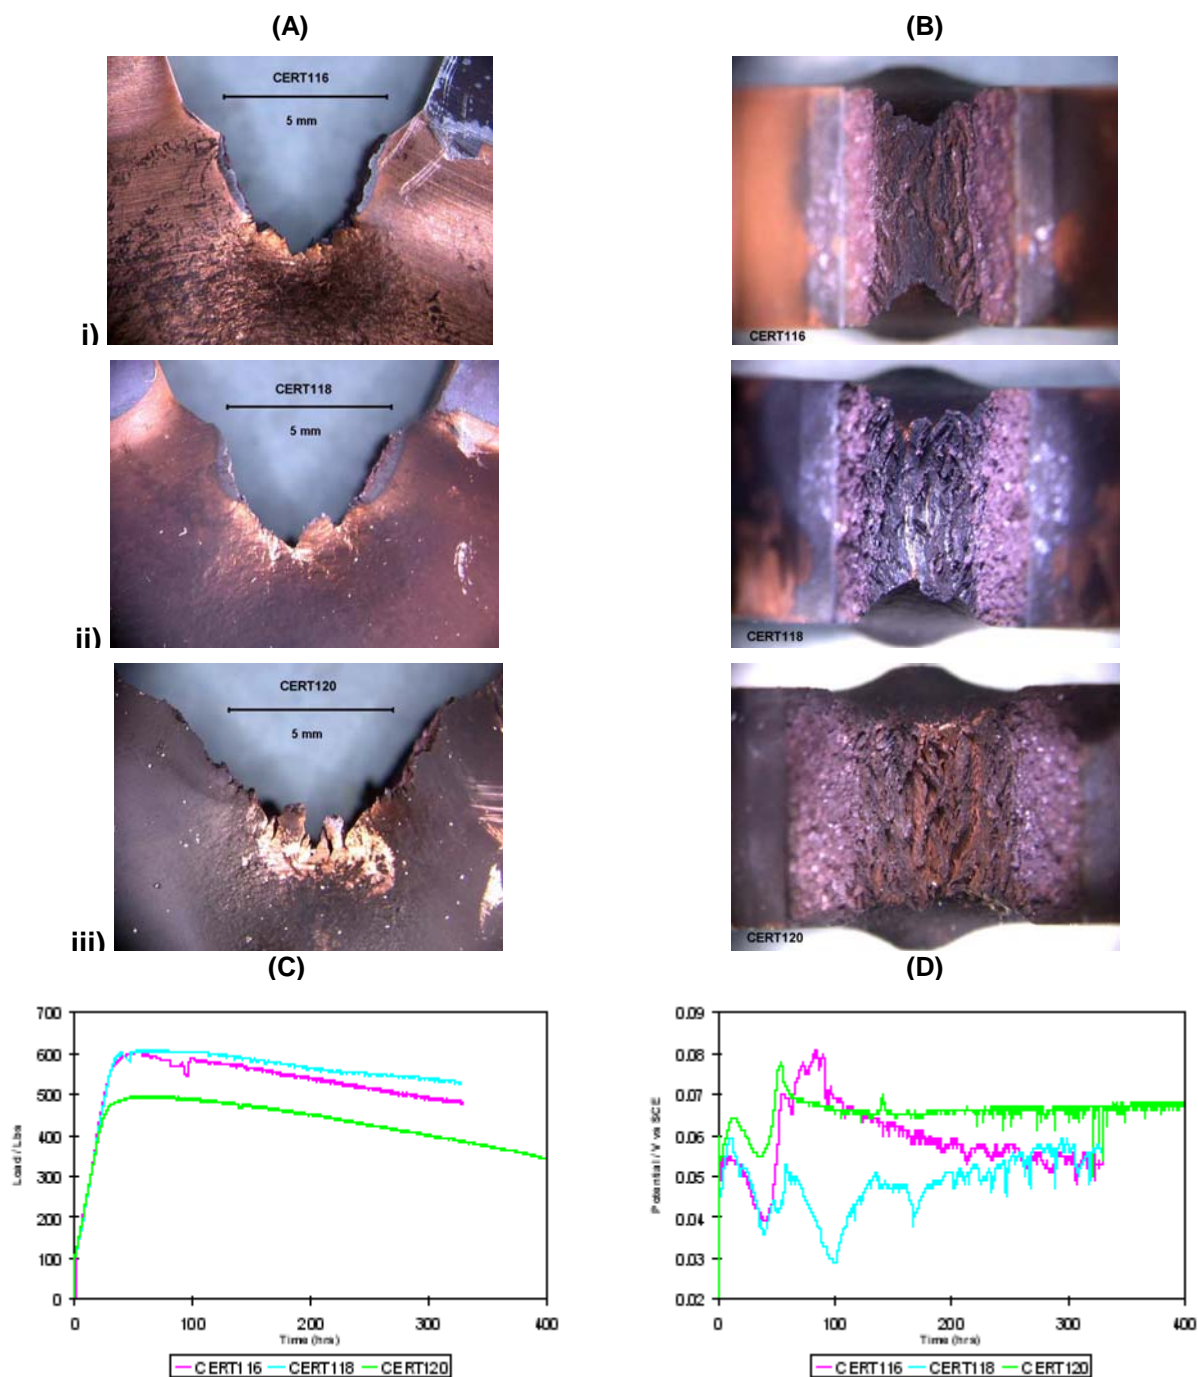 (A)
(B)
CERT116
5 mm
i)
CERT116
CERT118
5 mm
ii)
CERT118
CERT120
5 mm
iii)
CERT120
(C)
(D)
700
600
500
400
300
200
100
0
Load / Lbs
0
100
200
300
400
Time (hrs)
CERT116
CERT118
CERT120
0.09
0.08
0.07
0.06
0.05
0.04
0.03
0.02
Potential / V vs SCE
0
100
200
300
400
Time (hrs)
CERT116
CERT118
CERT120